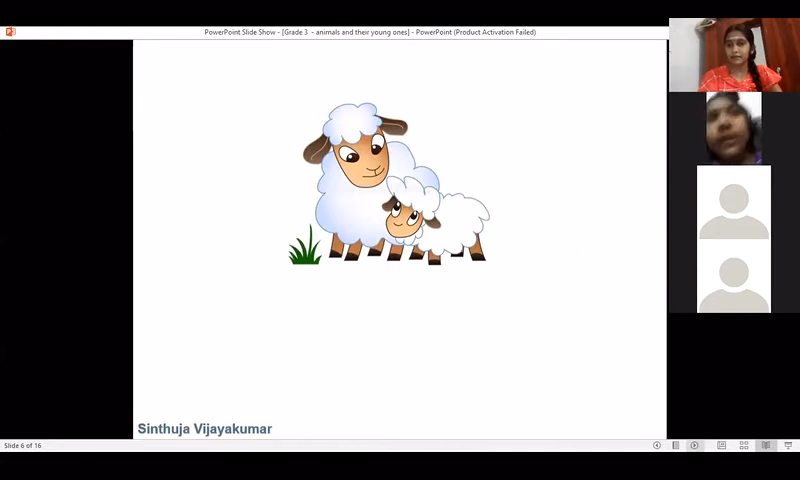 PowerPoint Slide Show - [Grade 3 - animals and their young ones] - PowerPoint (Product Activation Failed)
Sinthuja Vijayakumar
Slide 6 of 16